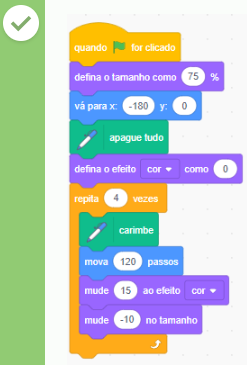 quando for clicado
defina o tamanho como 75 %
vá para x: -180 y: 0
apague tudo
defina o efeito cor como 0
repita 4 vezes
carimbe
mova 120 passos
mude 15 ao efeito cor
mude -10 no tamanho